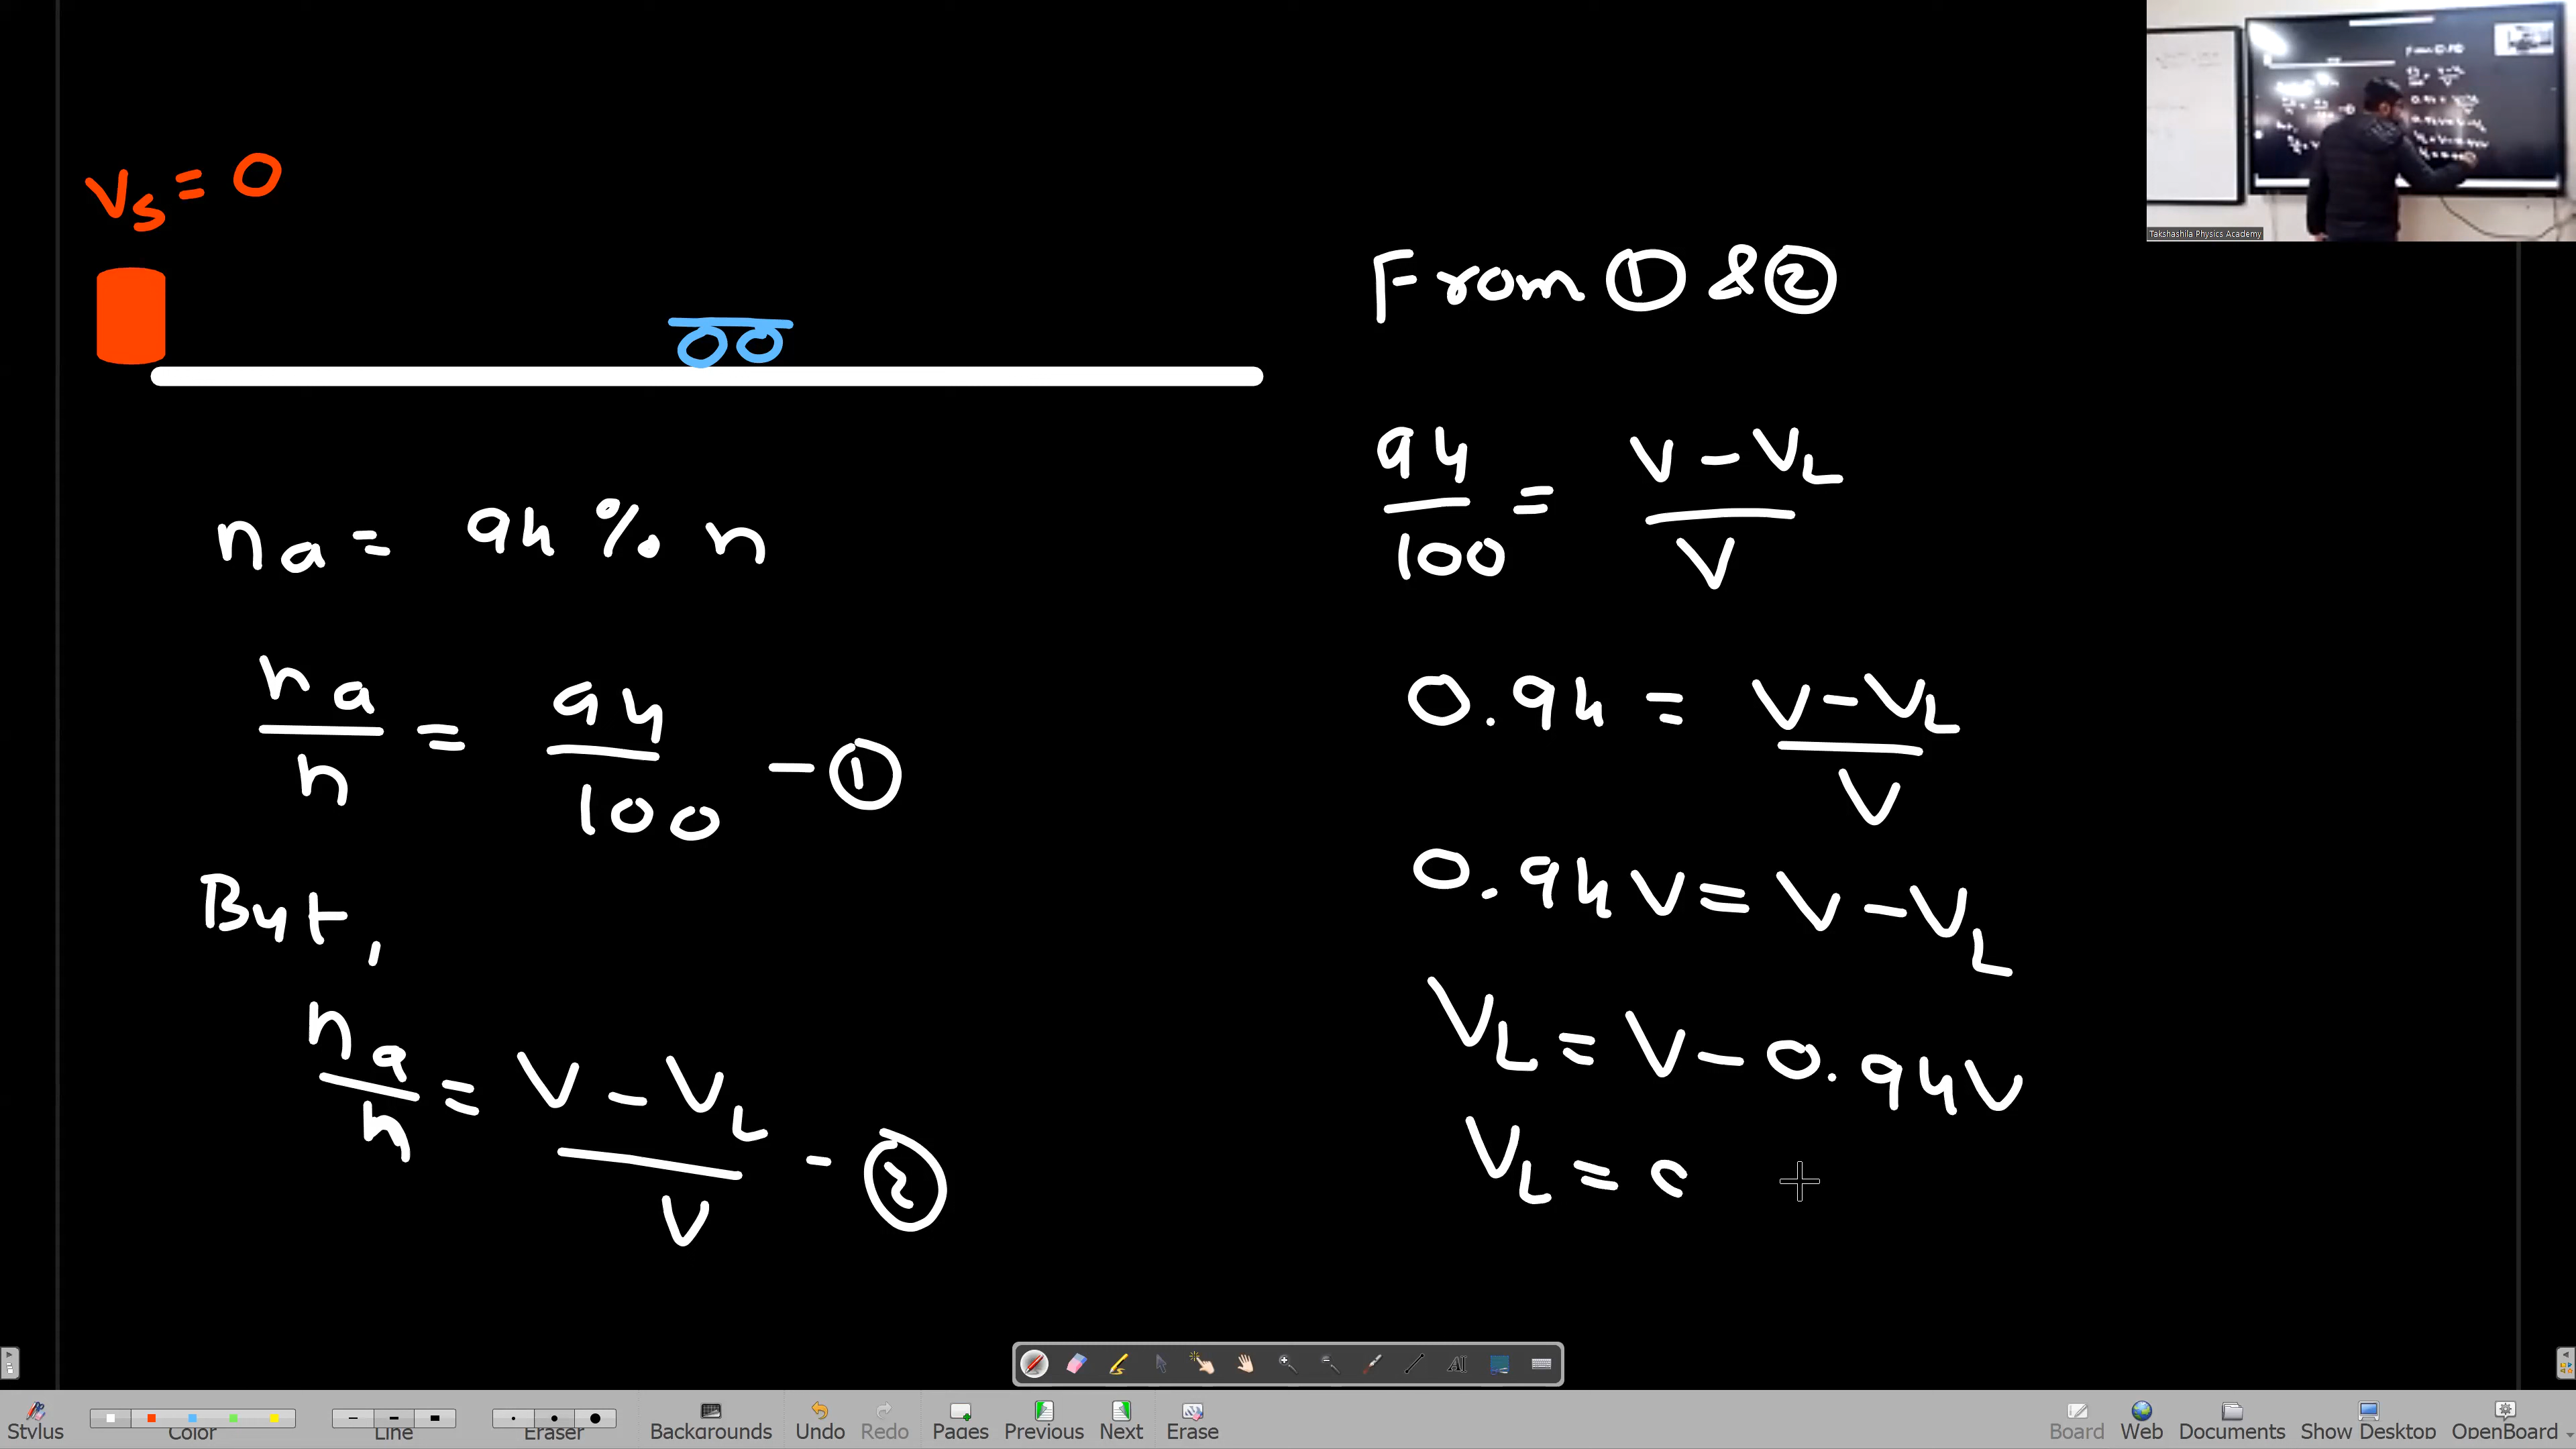 Vs = 0
na = 94 % n
na/n = 94/100 - ①
But,
na/n = V - VL/V - ②
From ① & ②
94/100 = V - VL/V
0.94 = V - VL/V
0.94 V = V - VL
VL = V - 0.94V
VL =
Takshashila Physics Academy
Stylus
Color
Line
Eraser
Backgrounds
Undo
Redo
Pages
Previous
Next
Erase
Board
Web
Documents
Show Desktop
OpenBoard